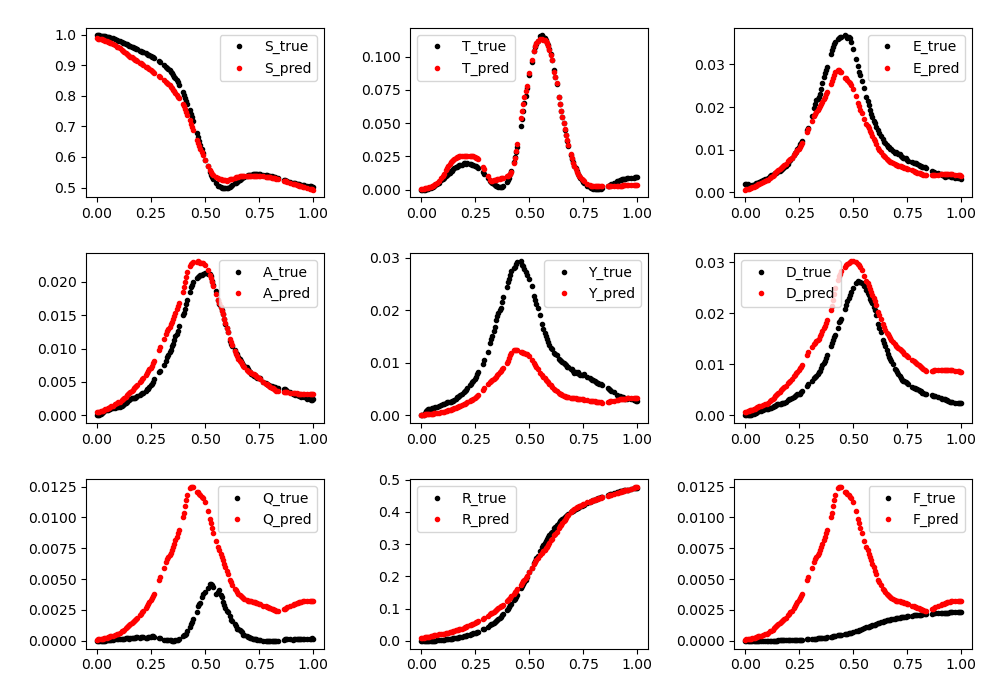 S_true
S_pred
1.0
0.9
0.8
0.7
0.6
0.5
0.00 0.25 0.50 0.75 1.00
T_true
T_pred
0.100
0.075
0.050
0.025
0.000
0.00 0.25 0.50 0.75 1.00
E_true
E_pred
0.03
0.02
0.01
0.00
0.00 0.25 0.50 0.75 1.00
A_true
A_pred
0.020
0.015
0.010
0.005
0.000
0.00 0.25 0.50 0.75 1.00
Y_true
Y_pred
0.03
0.02
0.01
0.00
0.00 0.25 0.50 0.75 1.00
D_true
D_pred
0.03
0.02
0.01
0.00
0.00 0.25 0.50 0.75 1.00
Q_true
Q_pred
0.0125
0.0100
0.0075
0.0050
0.0025
0.0000
0.00 0.25 0.50 0.75 1.00
R_true
R_pred
0.5
0.4
0.3
0.2
0.1
0.0
0.00 0.25 0.50 0.75 1.00
F_true
F_pred
0.0125
0.0100
0.0075
0.0050
0.0025
0.0000
0.00 0.25 0.50 0.75 1.00